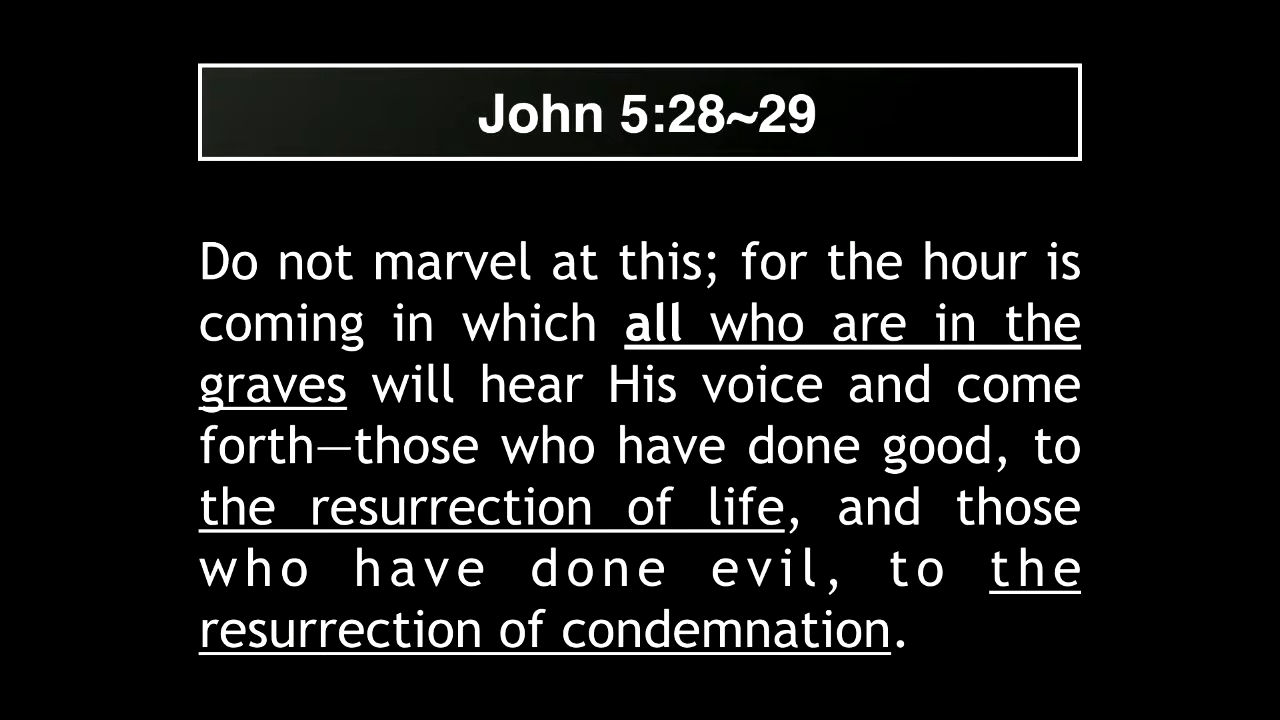 John 5:28~29
Do not marvel at this; for the hour is
coming in which all who are in the
graves will hear His voice and come
forth—those who have done good, to
the resurrection of life, and those
who have done evil, to the
resurrection of condemnation.